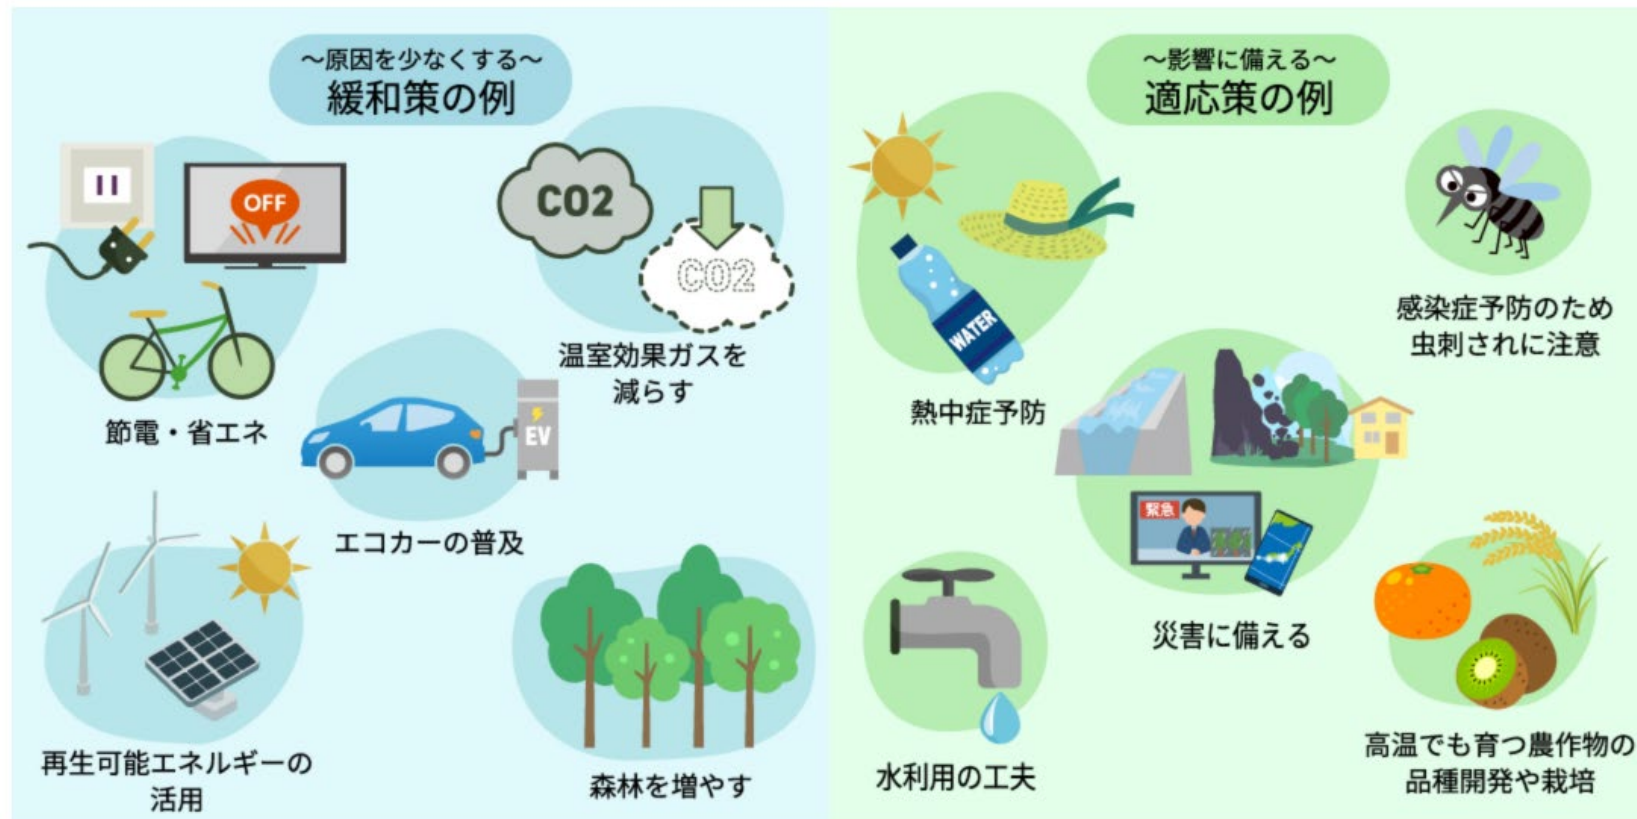 ～原因を少なくする～
緩和策の例
OFF
CO2
CO2
節電・省エネ
温室効果ガスを
減らす
EV
エコカーの普及
再生可能エネルギーの
活用
森林を増やす
～影響に備える～
適応策の例
WATER
熱中症予防
感染症予防のため
虫刺されに注意
緊急
災害に備える
水利用の工夫
高温でも育つ農作物の
品種開発や栽培